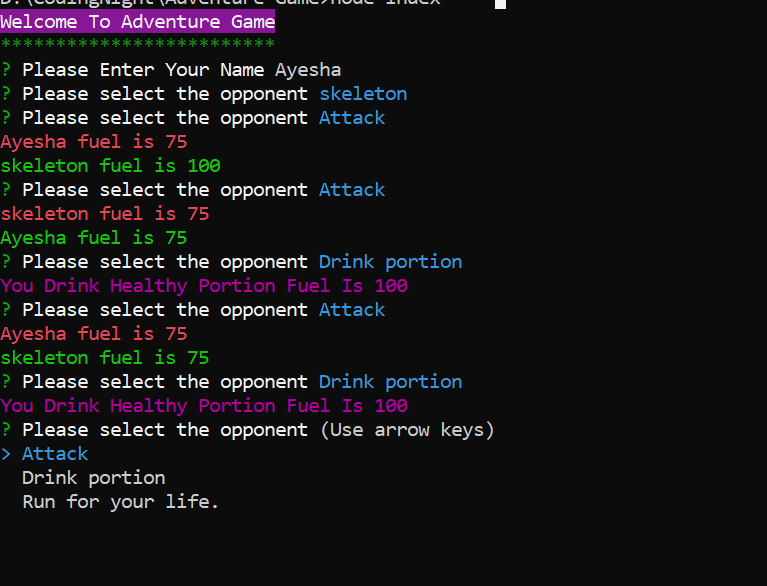 D:\CodingNight\Adventure Game>node index
Welcome To Adventure Game
*************************
? Please Enter Your Name Ayesha
? Please select the opponent skeleton
? Please select the opponent Attack
Ayesha fuel is 75
skeleton fuel is 100
? Please select the opponent Attack
skeleton fuel is 75
Ayesha fuel is 75
? Please select the opponent Drink portion
You Drink Healthy Portion Fuel Is 100
? Please select the opponent Attack
Ayesha fuel is 75
skeleton fuel is 75
? Please select the opponent Drink portion
You Drink Healthy Portion Fuel Is 100
? Please select the opponent (Use arrow keys)
> Attack
Drink portion
Run for your life.